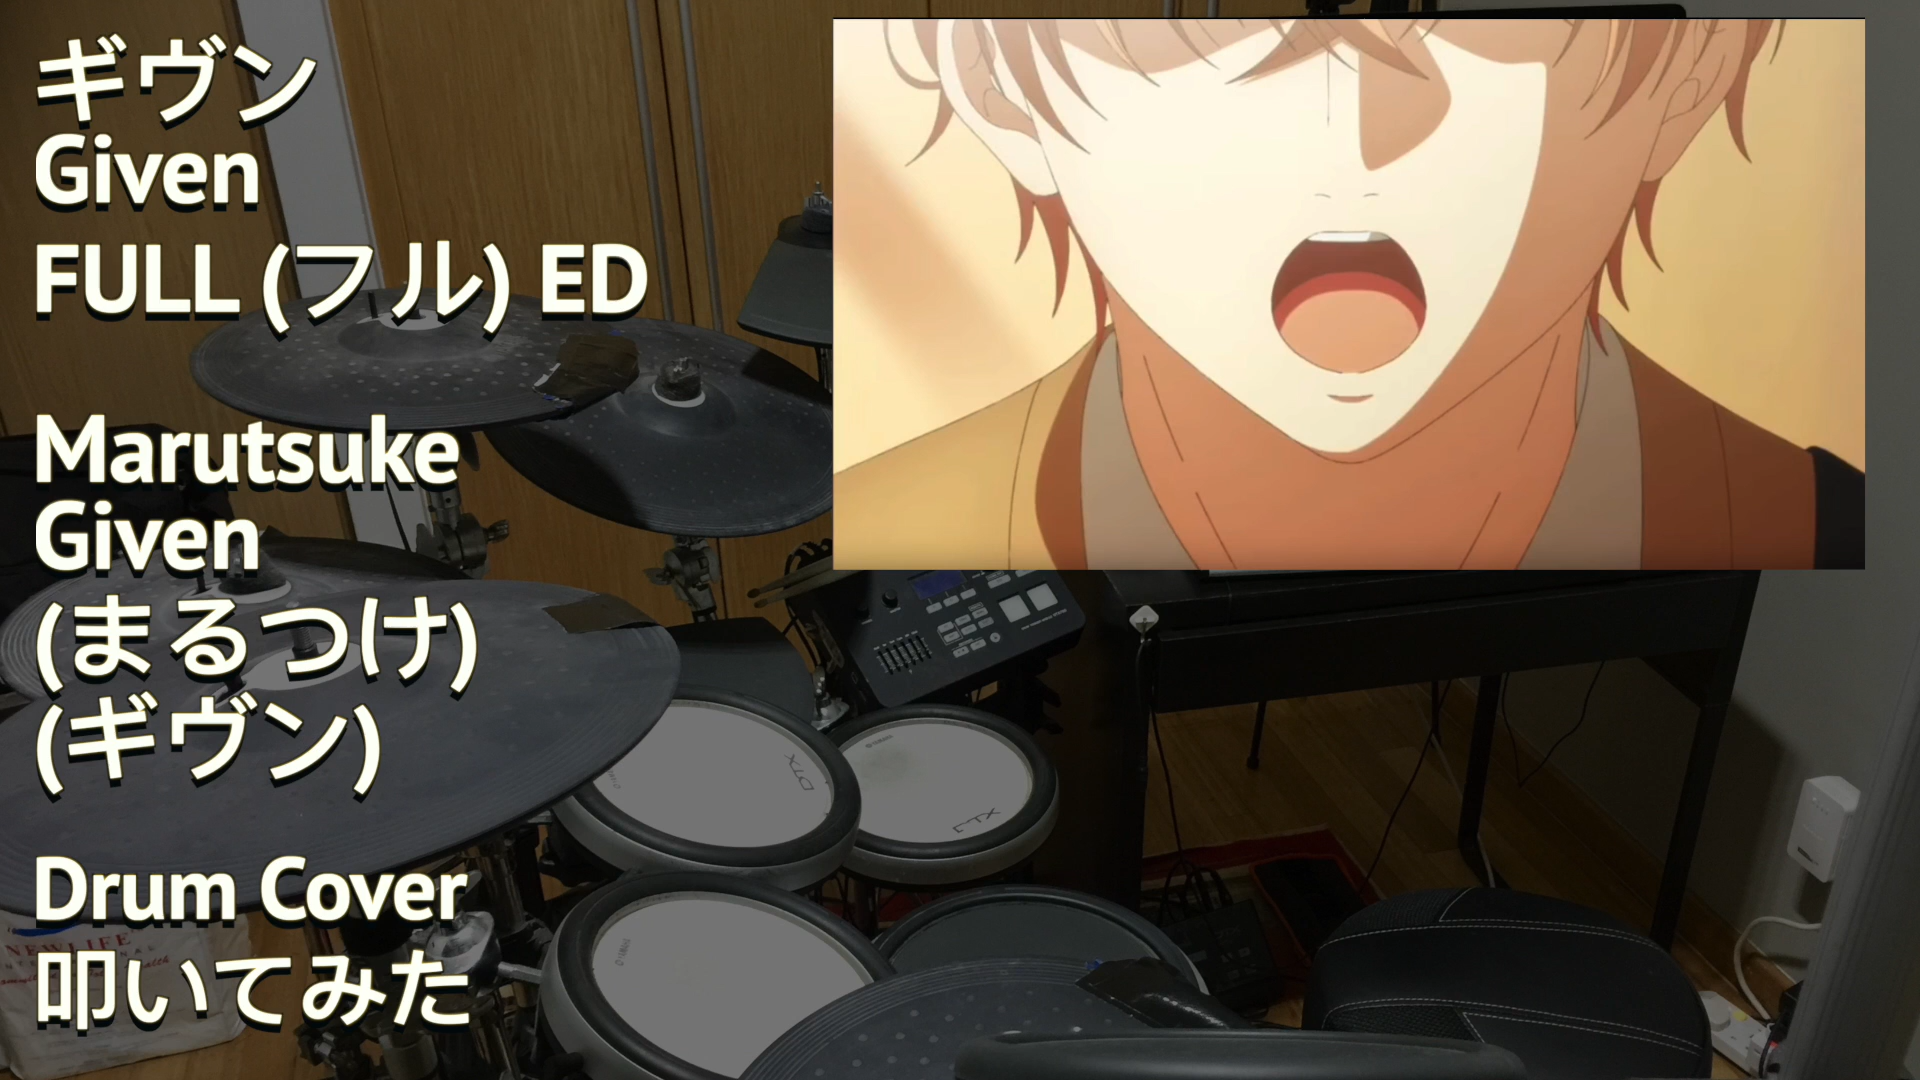 ギヴン
Given
FULL (フル) ED
Marutsuke
Given
(まるつけ)
(ギヴン)
Drum Cover
叩いてみた
NEWLIFE
DTX